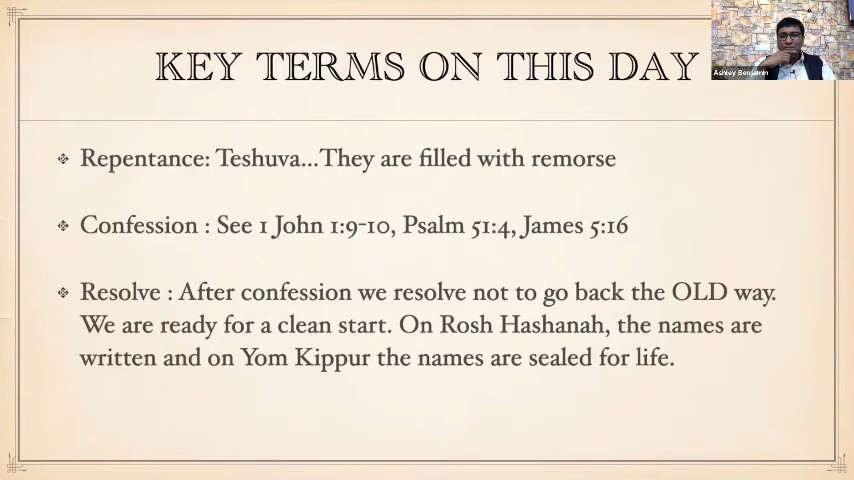 KEY TERMS ON THIS DAY
Ashley Benjamin
Repentance: Teshuva...They are filled with remorse
Confession : See 1 John 1:9-10, Psalm 51:4, James 5:16
Resolve : After confession we resolve not to go back the OLD way.
We are ready for a clean start. On Rosh Hashanah, the names are
written and on Yom Kippur the names are sealed for life.